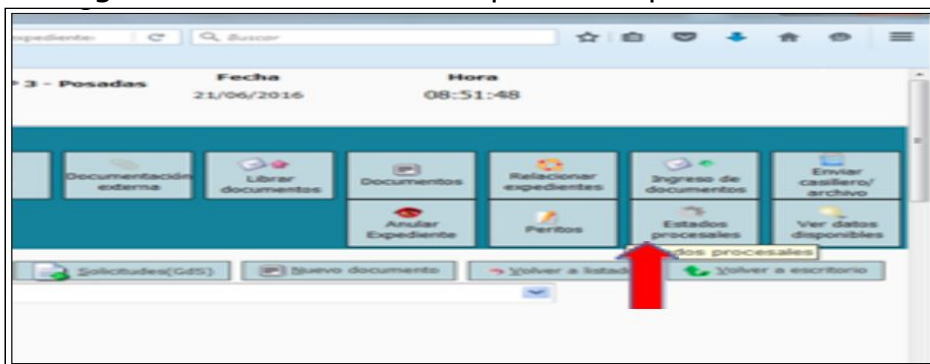 expediente
Buscar
3 - Posadas Fecha Hora
21/06/2016 08:51:48
Documentación externa
Librar documentos
Documentos
Relacionar expedientes
Ingreso de documentos
Enviar casillero/ archivo
Anular Expediente
Peritos
Estados procesales
Ver datos disponibles
procesales
Solicitudes(GdS) Nuevo documento Volver a Volver a escritorio